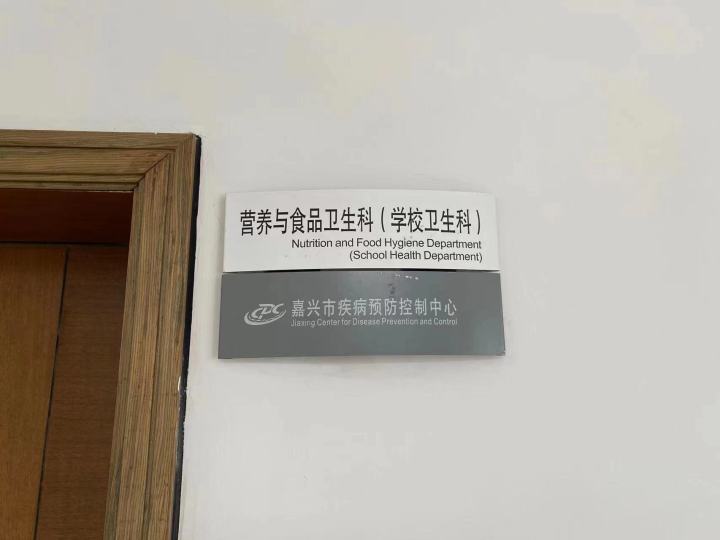 营养与食品卫生科（学校卫生科）
Nutrition and Food Hygiene Department
(School Health Department)
CDC 嘉兴市疾病预防控制中心
Jiaxing Center for Disease Prevention and Control